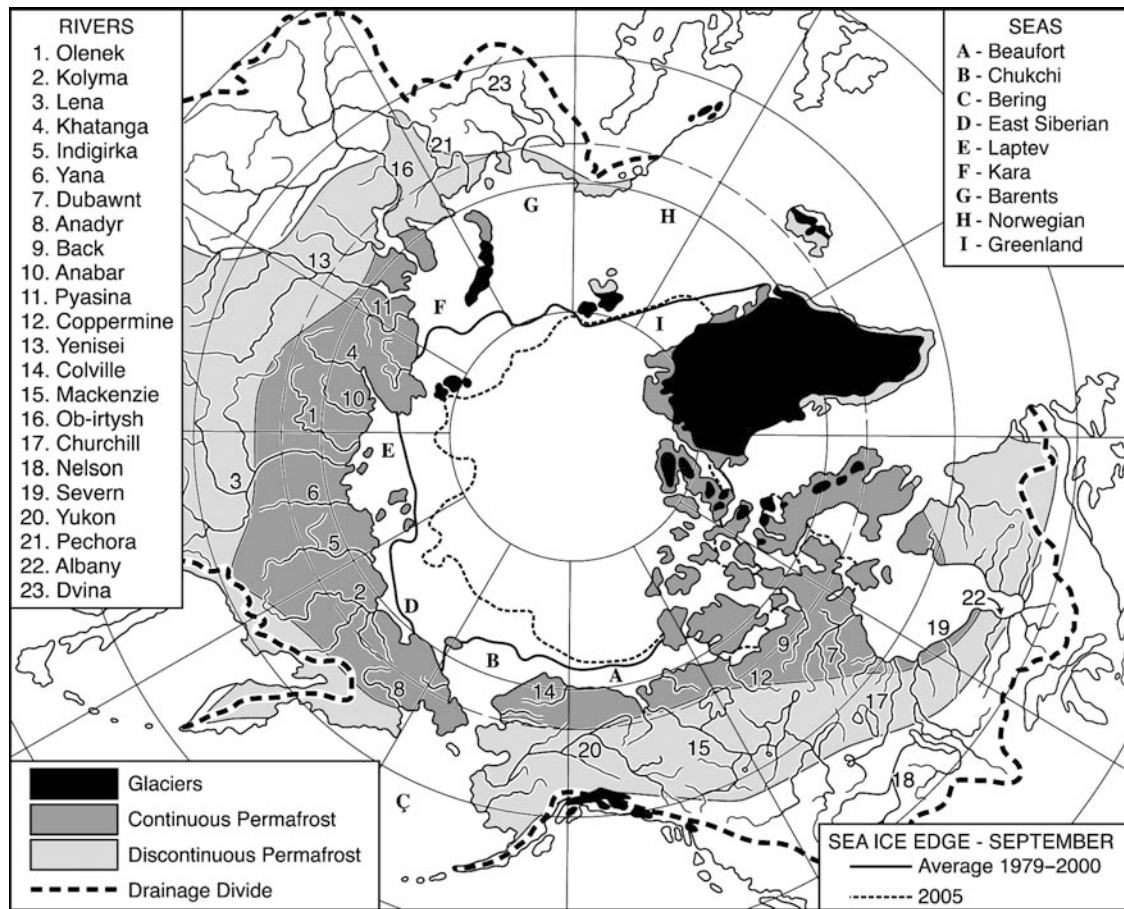 RIVERS
1. Olenek
2. Kolyma
3. Lena
4. Khatanga
5. Indigirka
6. Yana
7. Dubawnt
8. Anadyr
9. Back
10. Anabar
11. Pyasina
12. Coppermine
13. Yenisei
14. Colville
15. Mackenzie
16. Ob-irtysh
17. Churchill
18. Nelson
19. Severn
20. Yukon
21. Pechora
22. Albany
23. Dvina
SEAS
A - Beaufort
B - Chukchi
C - Bering
D - East Siberian
E - Laptev
F - Kara
G - Barents
H - Norwegian
I - Greenland
23
21
16
G
H
13
F
11
I
4
10
1
E
3
6
5
2
D
22
19
B
9
7
A
12
8
14
17
20
15
18
Ç
Glaciers
Continuous Permafrost
Discontinuous Permafrost
Drainage Divide
SEA ICE EDGE - SEPTEMBER
Average 1979–2000
2005